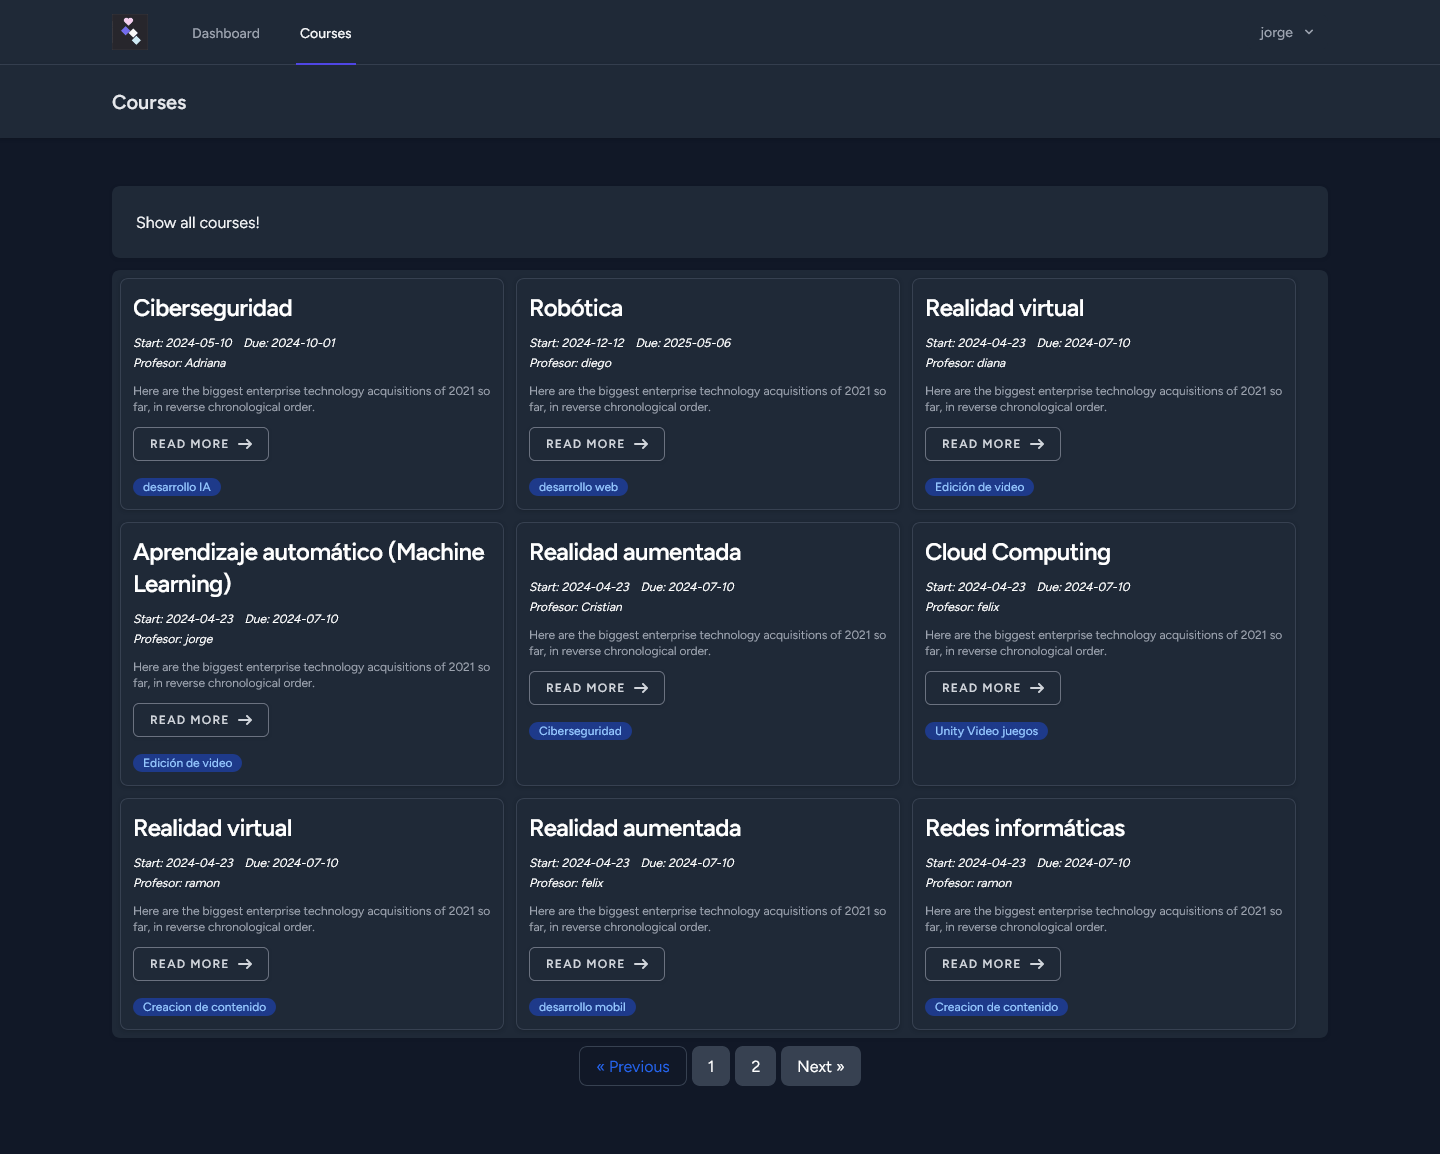 Dashboard
Courses
jorge
Courses
Show all courses!
Ciberseguridad
Start: 2024-05-10 Due: 2024-10-01
Profesor: Adriana
Here are the biggest enterprise technology acquisitions of 2021 so
far, in reverse chronological order.
READ MORE →
desarrollo IA
Robótica
Start: 2024-12-12 Due: 2025-05-06
Profesor: diego
Here are the biggest enterprise technology acquisitions of 2021 so
far, in reverse chronological order.
READ MORE →
desarrollo web
Realidad virtual
Start: 2024-04-23 Due: 2024-07-10
Profesor: diana
Here are the biggest enterprise technology acquisitions of 2021 so
far, in reverse chronological order.
READ MORE →
Edición de video
Aprendizaje automático (Machine
Learning)
Start: 2024-04-23 Due: 2024-07-10
Profesor: jorge
Here are the biggest enterprise technology acquisitions of 2021 so
far, in reverse chronological order.
READ MORE →
Edición de video
Realidad aumentada
Start: 2024-04-23 Due: 2024-07-10
Profesor: Cristian
Here are the biggest enterprise technology acquisitions of 2021 so
far, in reverse chronological order.
READ MORE →
Ciberseguridad
Cloud Computing
Start: 2024-04-23 Due: 2024-07-10
Profesor: felix
Here are the biggest enterprise technology acquisitions of 2021 so
far, in reverse chronological order.
READ MORE →
Unity Video juegos
Realidad virtual
Start: 2024-04-23 Due: 2024-07-10
Profesor: ramon
Here are the biggest enterprise technology acquisitions of 2021 so
far, in reverse chronological order.
READ MORE →
Creacion de contenido
Realidad aumentada
Start: 2024-04-23 Due: 2024-07-10
Profesor: felix
Here are the biggest enterprise technology acquisitions of 2021 so
far, in reverse chronological order.
READ MORE →
desarrollo mobil
Redes informáticas
Start: 2024-04-23 Due: 2024-07-10
Profesor: ramon
Here are the biggest enterprise technology acquisitions of 2021 so
far, in reverse chronological order.
READ MORE →
Creacion de contenido
« Previous 1 2 Next »